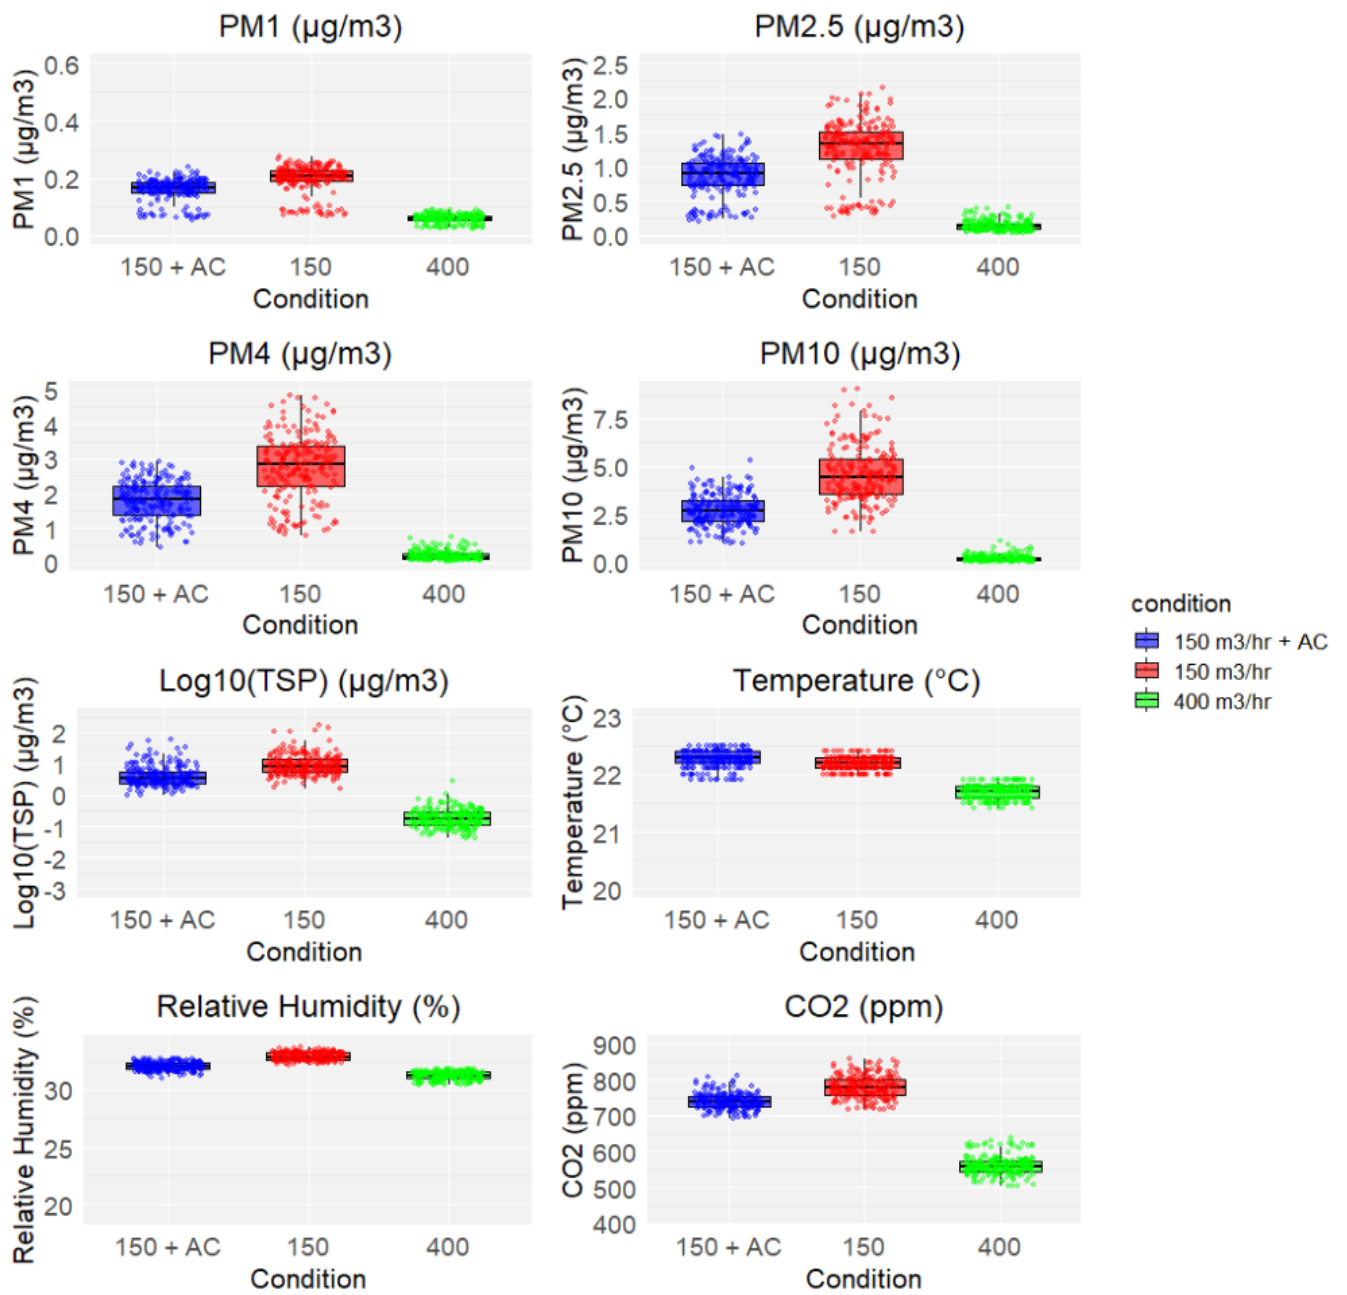 PM1 (µg/m3)
PM1 (µg/m3)
0.6
0.4
0.2
0.0
150 + AC 150 400
Condition
PM2.5 (µg/m3)
PM2.5 (µg/m3)
2.5
2.0
1.5
1.0
0.5
0.0
150 + AC 150 400
Condition
PM4 (µg/m3)
PM4 (µg/m3)
5
4
3
2
1
0
150 + AC 150 400
Condition
PM10 (µg/m3)
PM10 (µg/m3)
7.5
5.0
2.5
0.0
150 + AC 150 400
Condition
Log10(TSP) (µg/m3)
Log10(TSP) (µg/m3)
2
1
0
-1
-2
-3
150 + AC 150 400
Condition
Temperature (°C)
Temperature (°C)
23
22
21
20
150 + AC 150 400
Condition
Relative Humidity (%)
Relative Humidity (%)
30
25
20
150 + AC 150 400
Condition
CO2 (ppm)
CO2 (ppm)
900
800
700
600
500
400
150 + AC 150 400
Condition
condition
150 m3/hr + AC
150 m3/hr
400 m3/hr